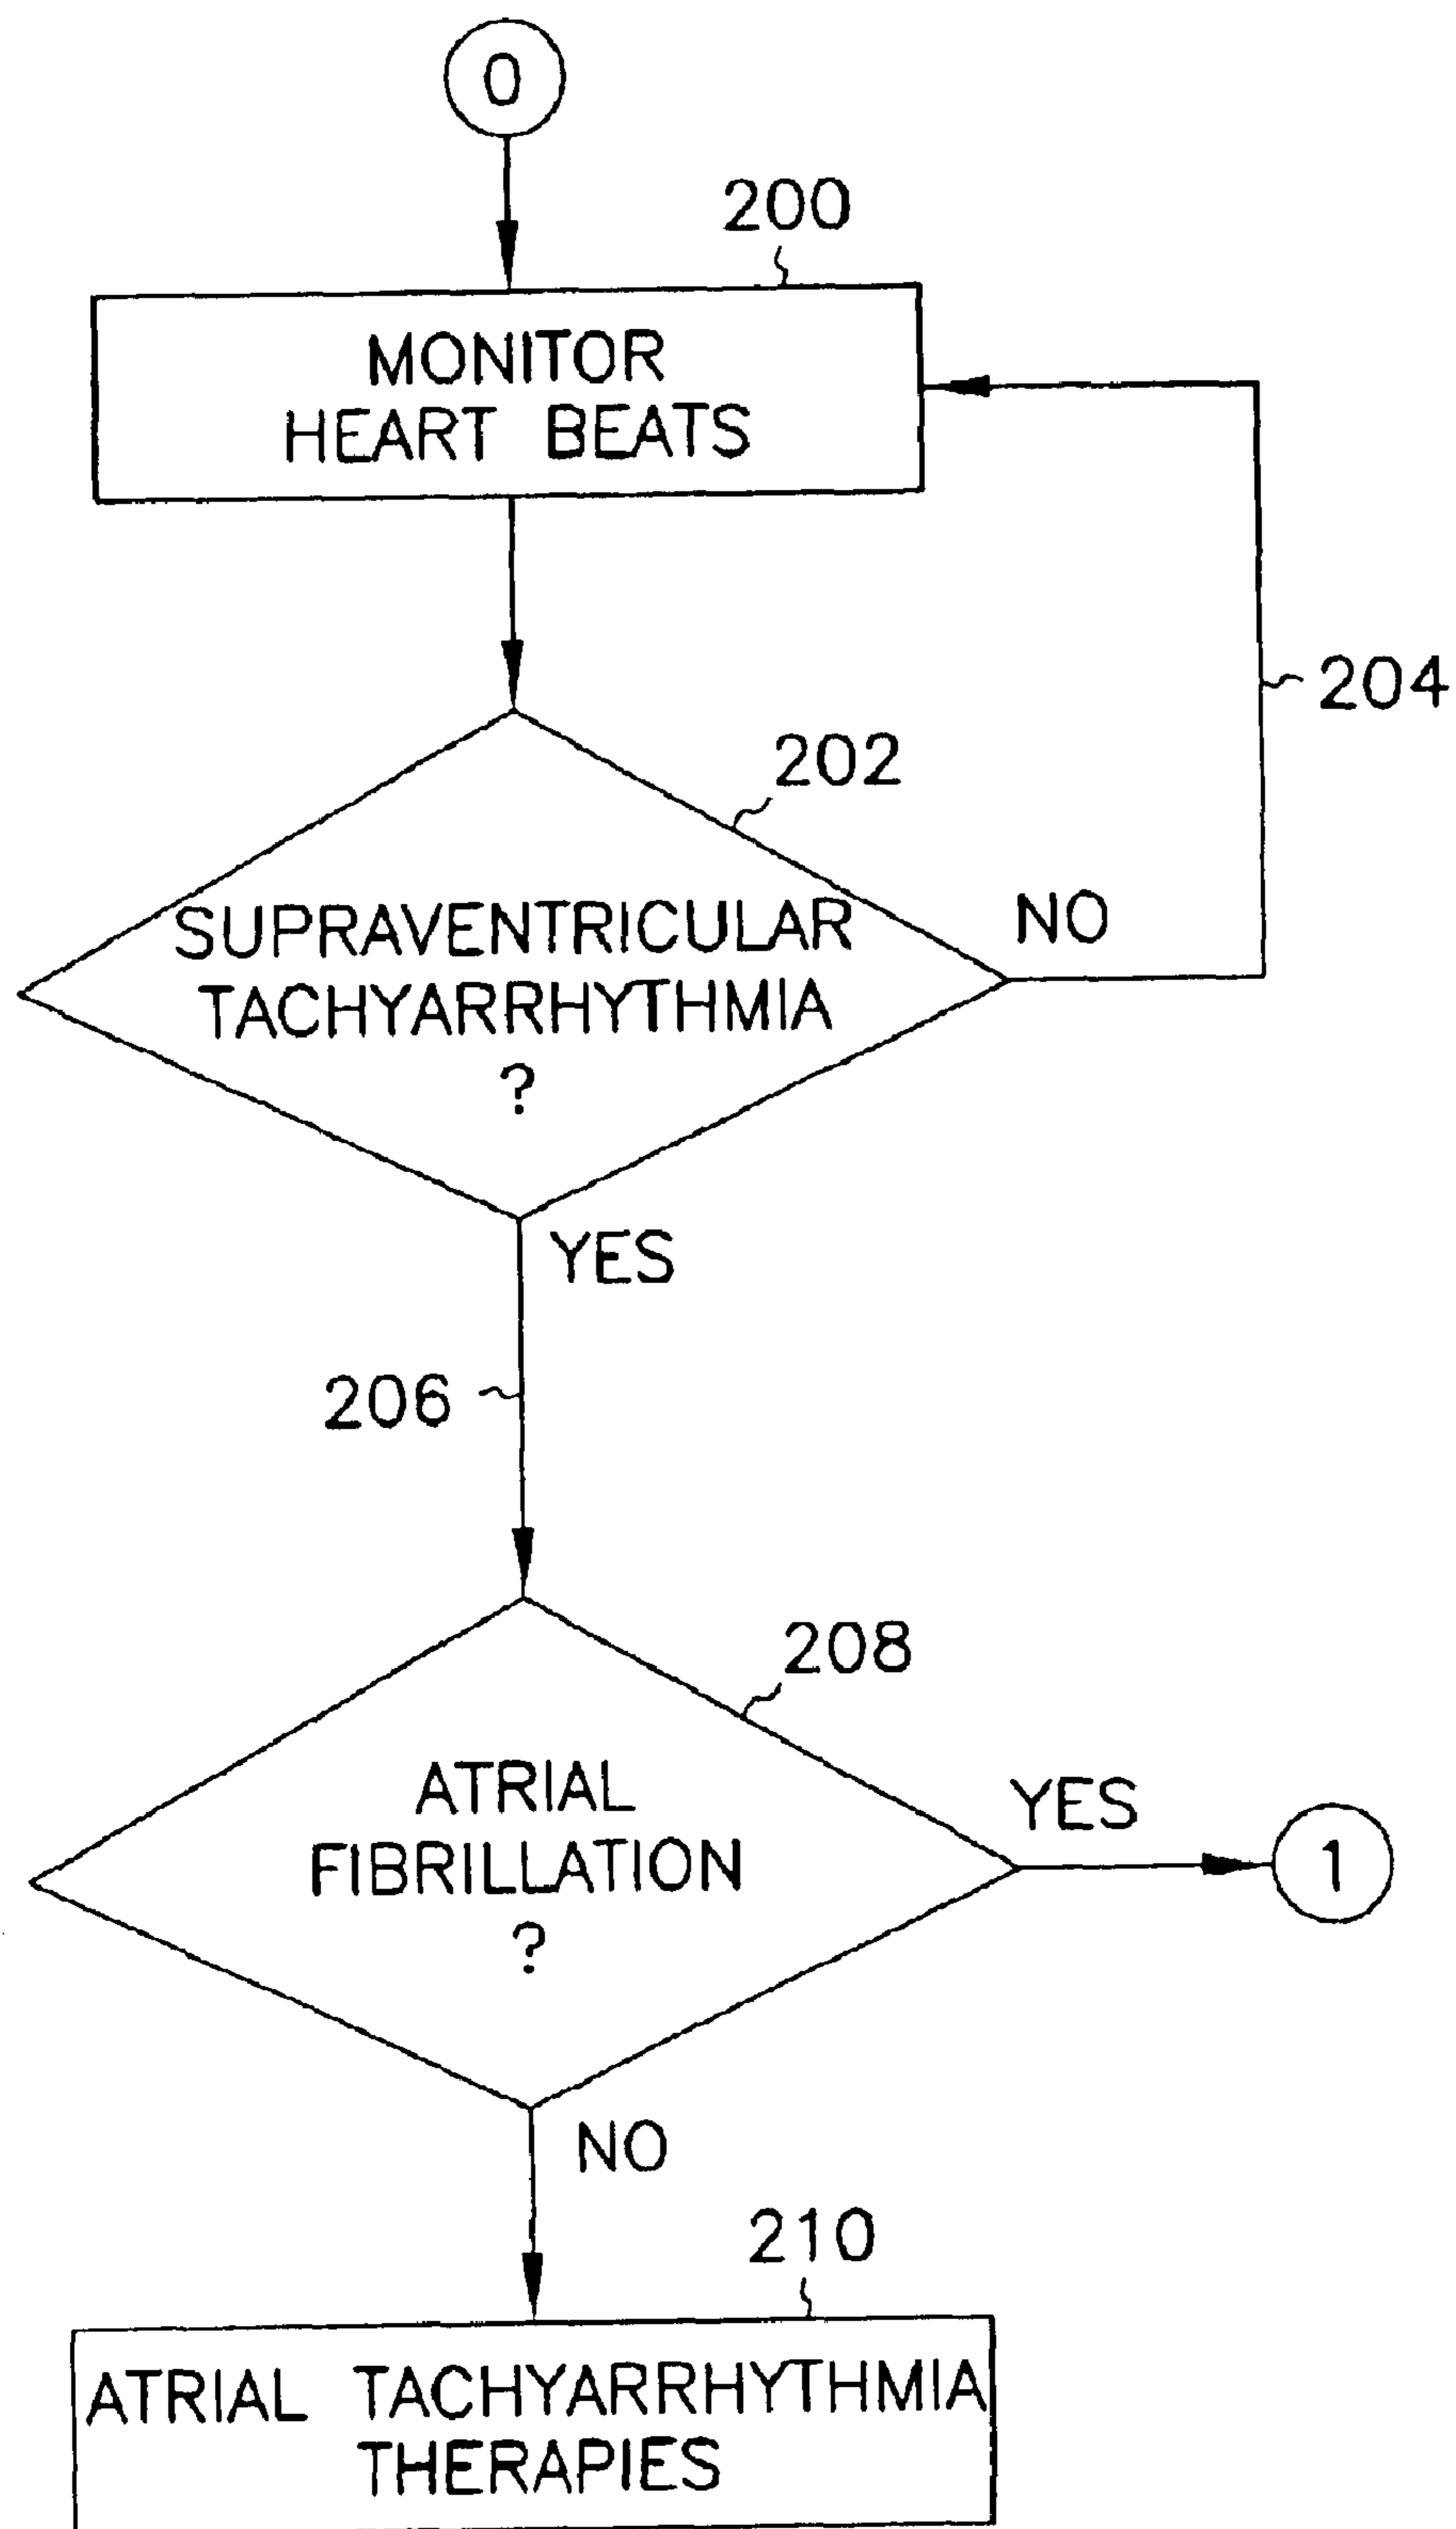 0
200
MONITOR
HEART BEATS
204
202
SUPRAVENTRICULAR
TACHYARRHYTHMIA
?
NO
YES
206
208
ATRIAL
FIBRILLATION
?
YES
1
NO
210
ATRIAL TACHYARRHYTHMIA
THERAPIES